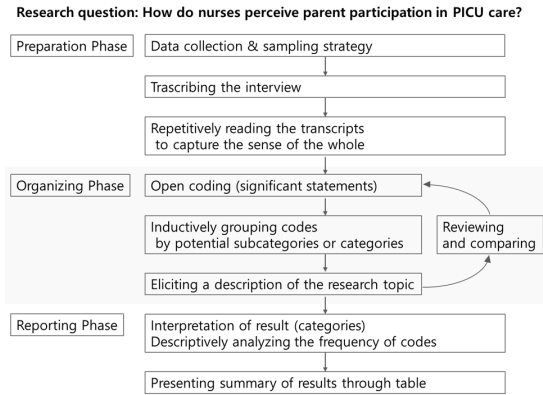 Research question: How do nurses perceive parent participation in PICU care?
Preparation Phase
Data collection & sampling strategy
Trascribing the interview
Repetitively reading the transcripts
to capture the sense of the whole
Organizing Phase
Open coding (significant statements)
Inductively grouping codes
by potential subcategories or categories
Reviewing
and comparing
Eliciting a description of the research topic
Reporting Phase
Interpretation of result (categories)
Descriptively analyzing the frequency of codes
Presenting summary of results through table